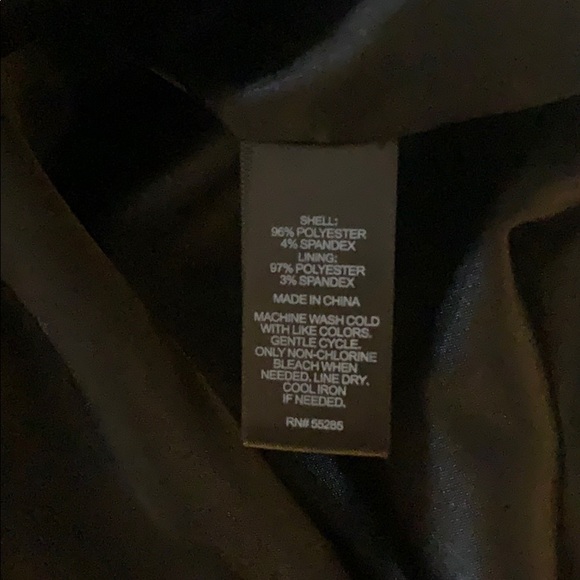 SHELL:
96% POLYESTER
4% SPANDEX
LINING:
97% POLYESTER
3% SPANDEX
MADE IN CHINA
MACHINE WASH COLD
WITH LIKE COLORS.
GENTLE CYCLE.
ONLY NON-CHLORINE
BLEACH WHEN
NEEDED. LINE DRY.
COOL IRON
IF NEEDED.
RN# 55285